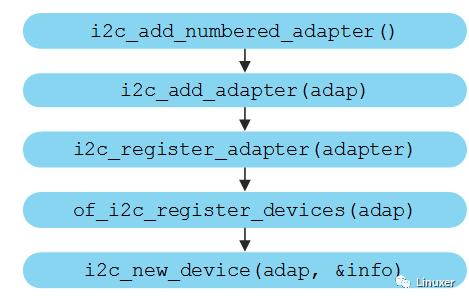 i2c_add_numbered_adapter()
i2c_add_adapter(adap)
i2c_register_adapter(adapter)
of_i2c_register_devices(adap)
i2c_new_device(adap, &info)
Linuxer